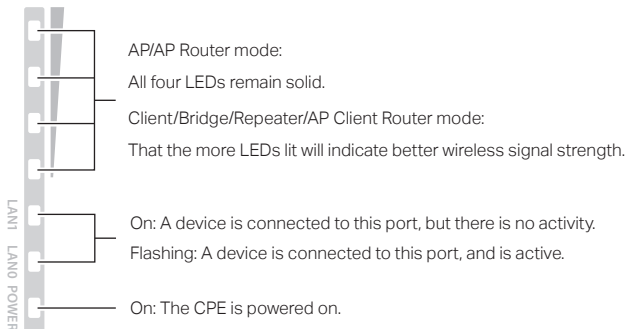 AP/AP Router mode:
All four LEDs remain solid.
Client/Bridge/Repeater/AP Client Router mode:
That the more LEDs lit will indicate better wireless signal strength.
LAN1
On: A device is connected to this port, but there is no activity.
LAN0
Flashing: A device is connected to this port, and is active.
POWER
On: The CPE is powered on.